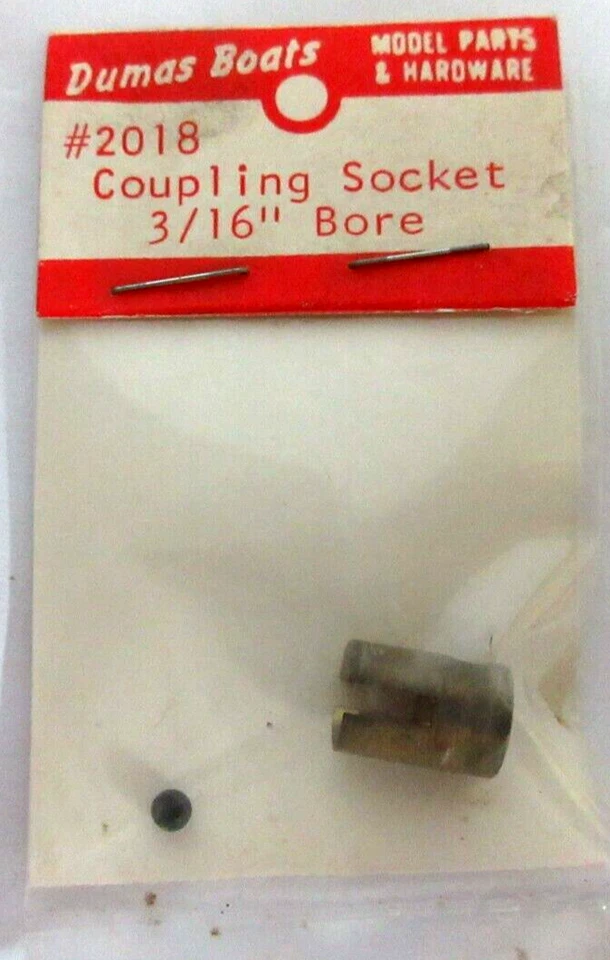 Dumas Boats
MODEL PARTS
& HARDWARE
#2018
Coupling Socket
3/16" Bore